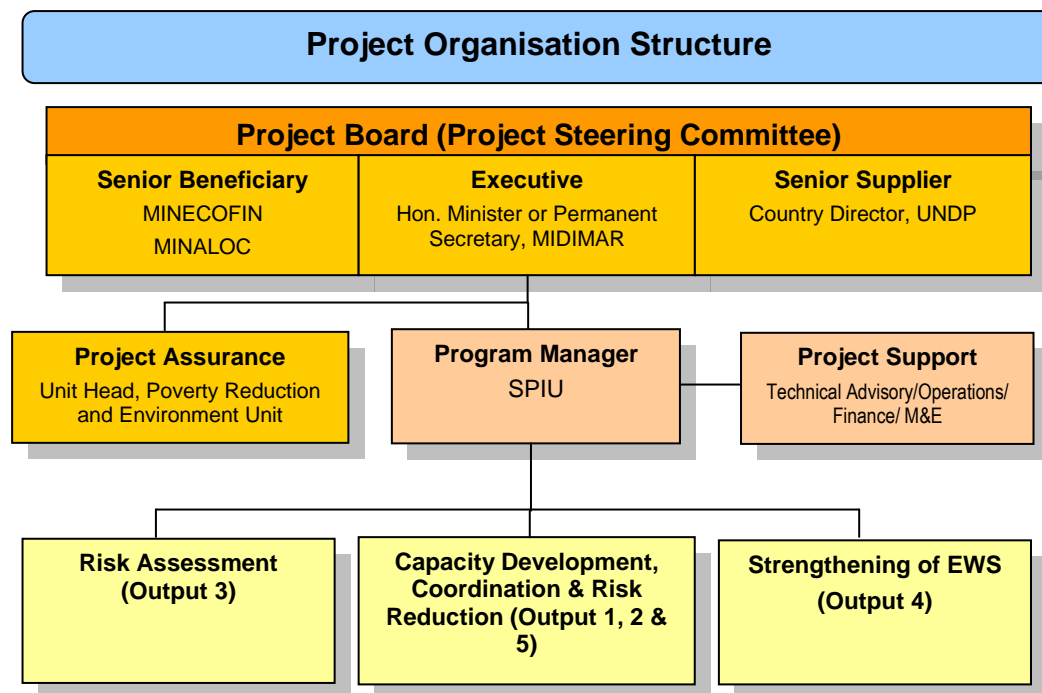 Project Organisation Structure
Project Board (Project Steering Committee)
Senior Beneficiary
MINECOFIN
MINALOC
Executive
Hon. Minister or Permanent
Secretary, MIDIMAR
Senior Supplier
Country Director, UNDP
Project Assurance
Unit Head, Poverty Reduction
and Environment Unit
Program Manager
SPIU
Project Support
Technical Advisory/Operations/
Finance/ M&E
Risk Assessment
(Output 3)
Capacity Development,
Coordination & Risk
Reduction (Output 1, 2 &
5)
Strengthening of EWS
(Output 4)